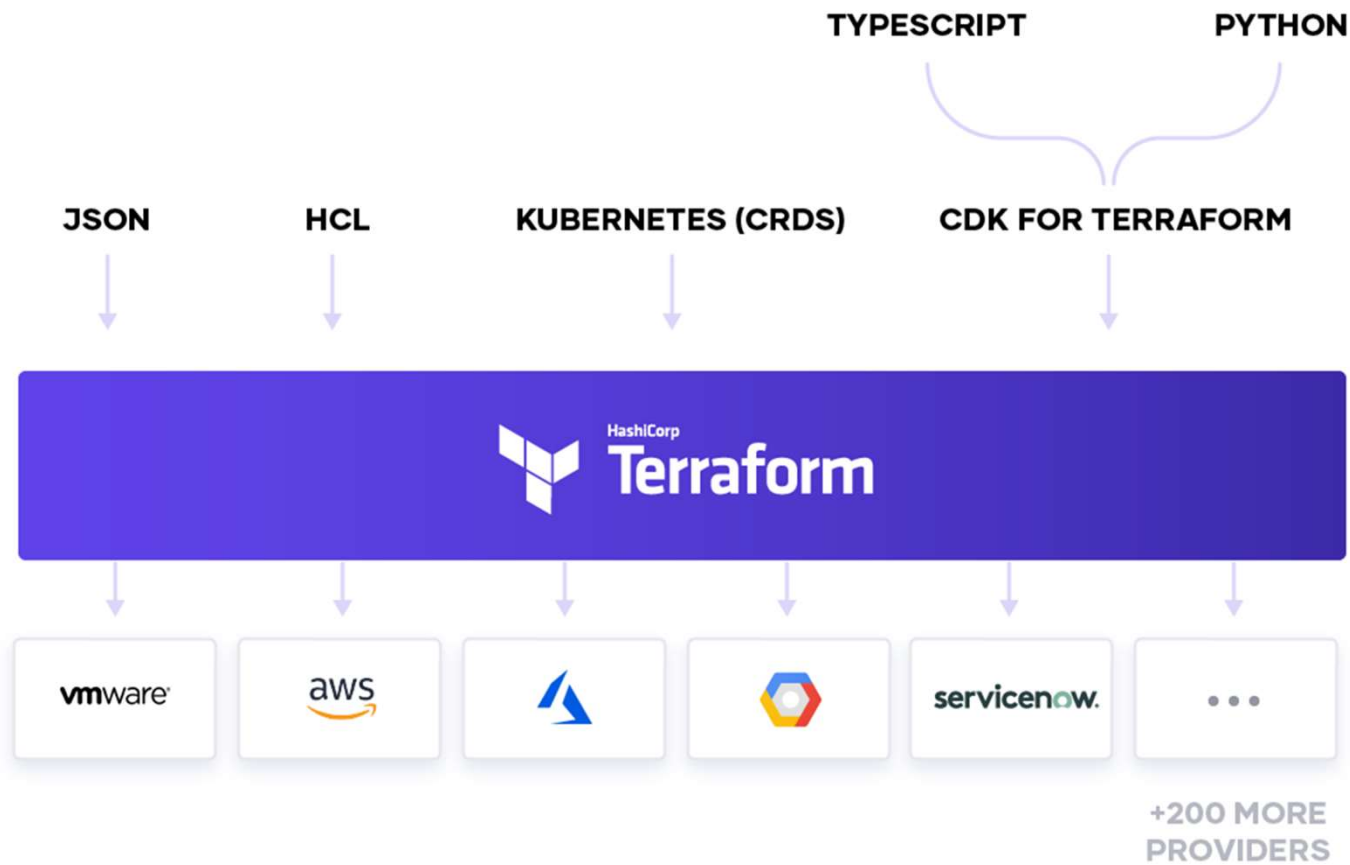 TYPESCRIPT PYTHON
JSON HCL KUBERNETES (CRDS) CDK FOR TERRAFORM
HashiCorp
Terraform
vmware® aws servicenow.
+200 MORE
PROVIDERS